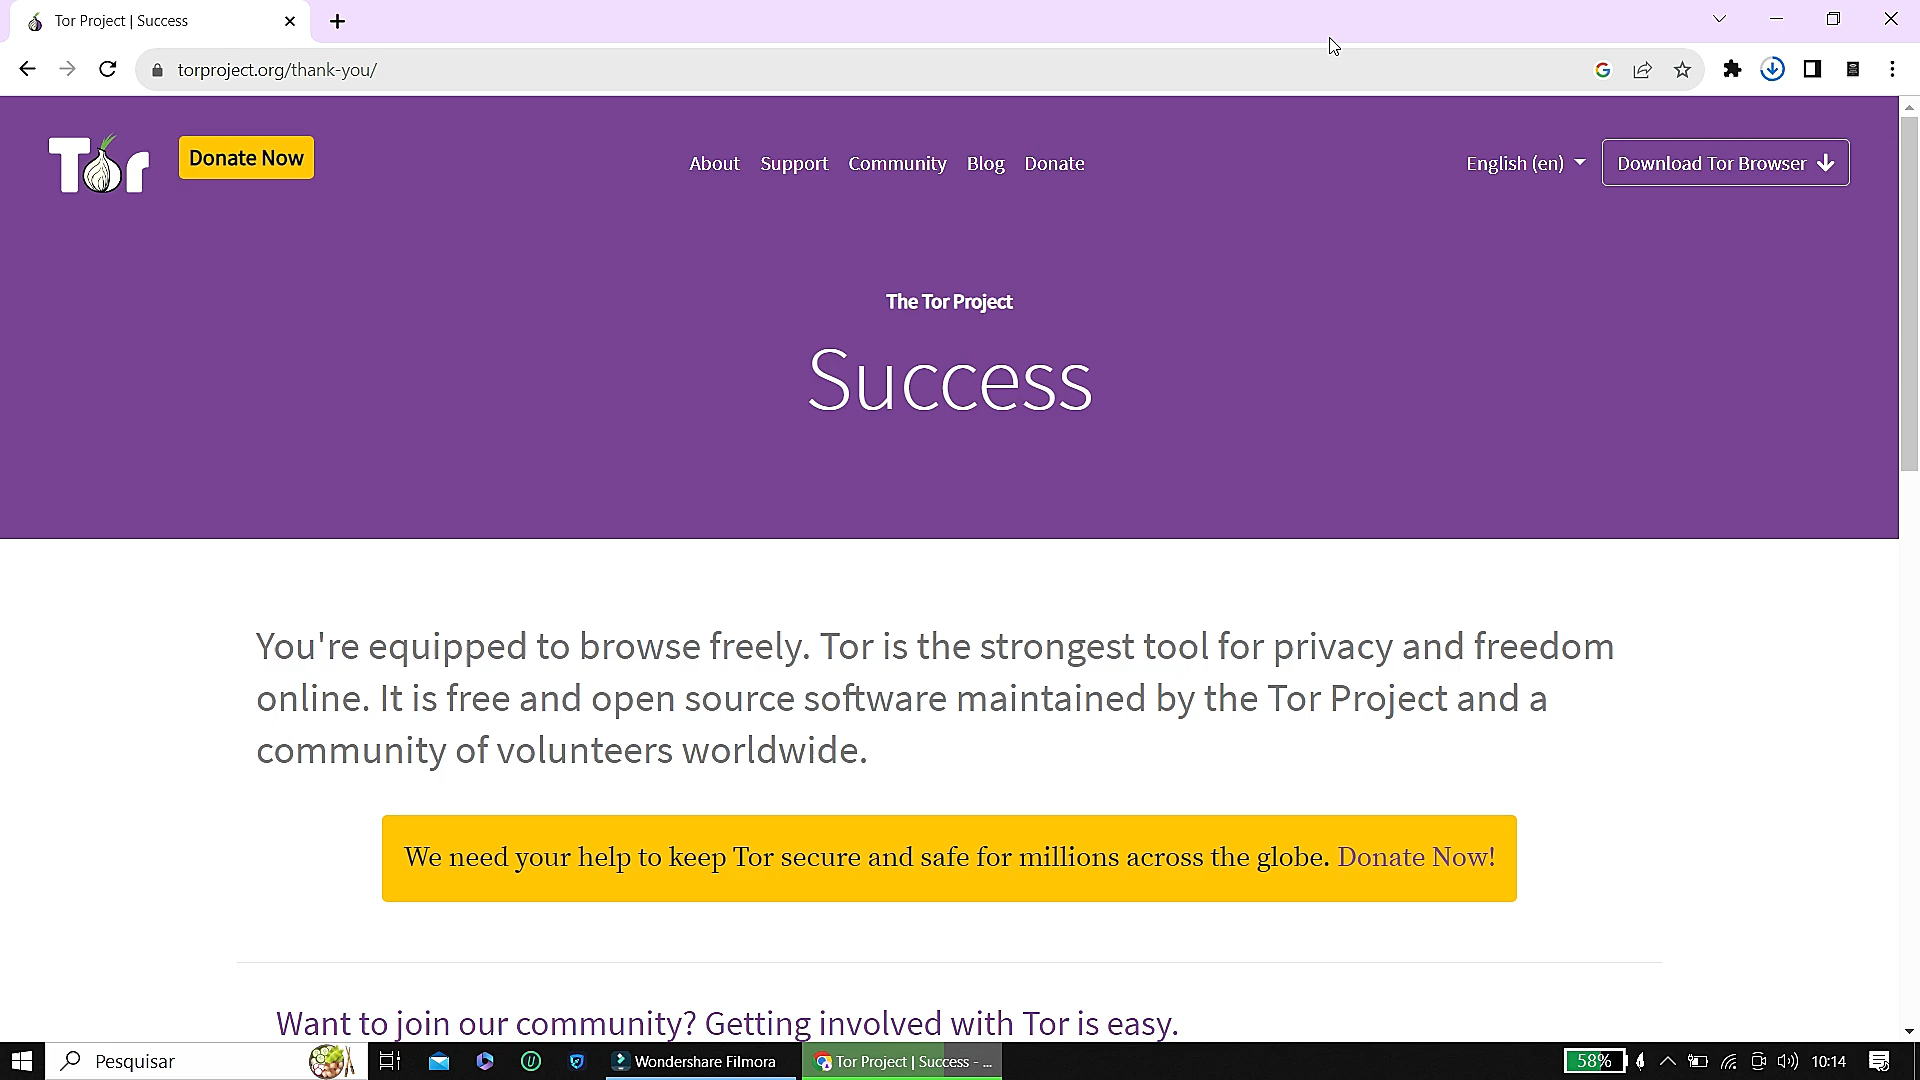 Tor Project | Success
torproject.org/thank-you/
Tor
Donate Now
About Support Community Blog Donate
English (en)
Download Tor Browser
The Tor Project
Success
You're equipped to browse freely. Tor is the strongest tool for privacy and freedom
online. It is free and open source software maintained by the Tor Project and a
community of volunteers worldwide.
We need your help to keep Tor secure and safe for millions across the globe. Donate Now!
Want to join our community? Getting involved with Tor is easy.
Pesquisar
Wondershare Filmora
Tor Project | Success - ...
58%
10:14